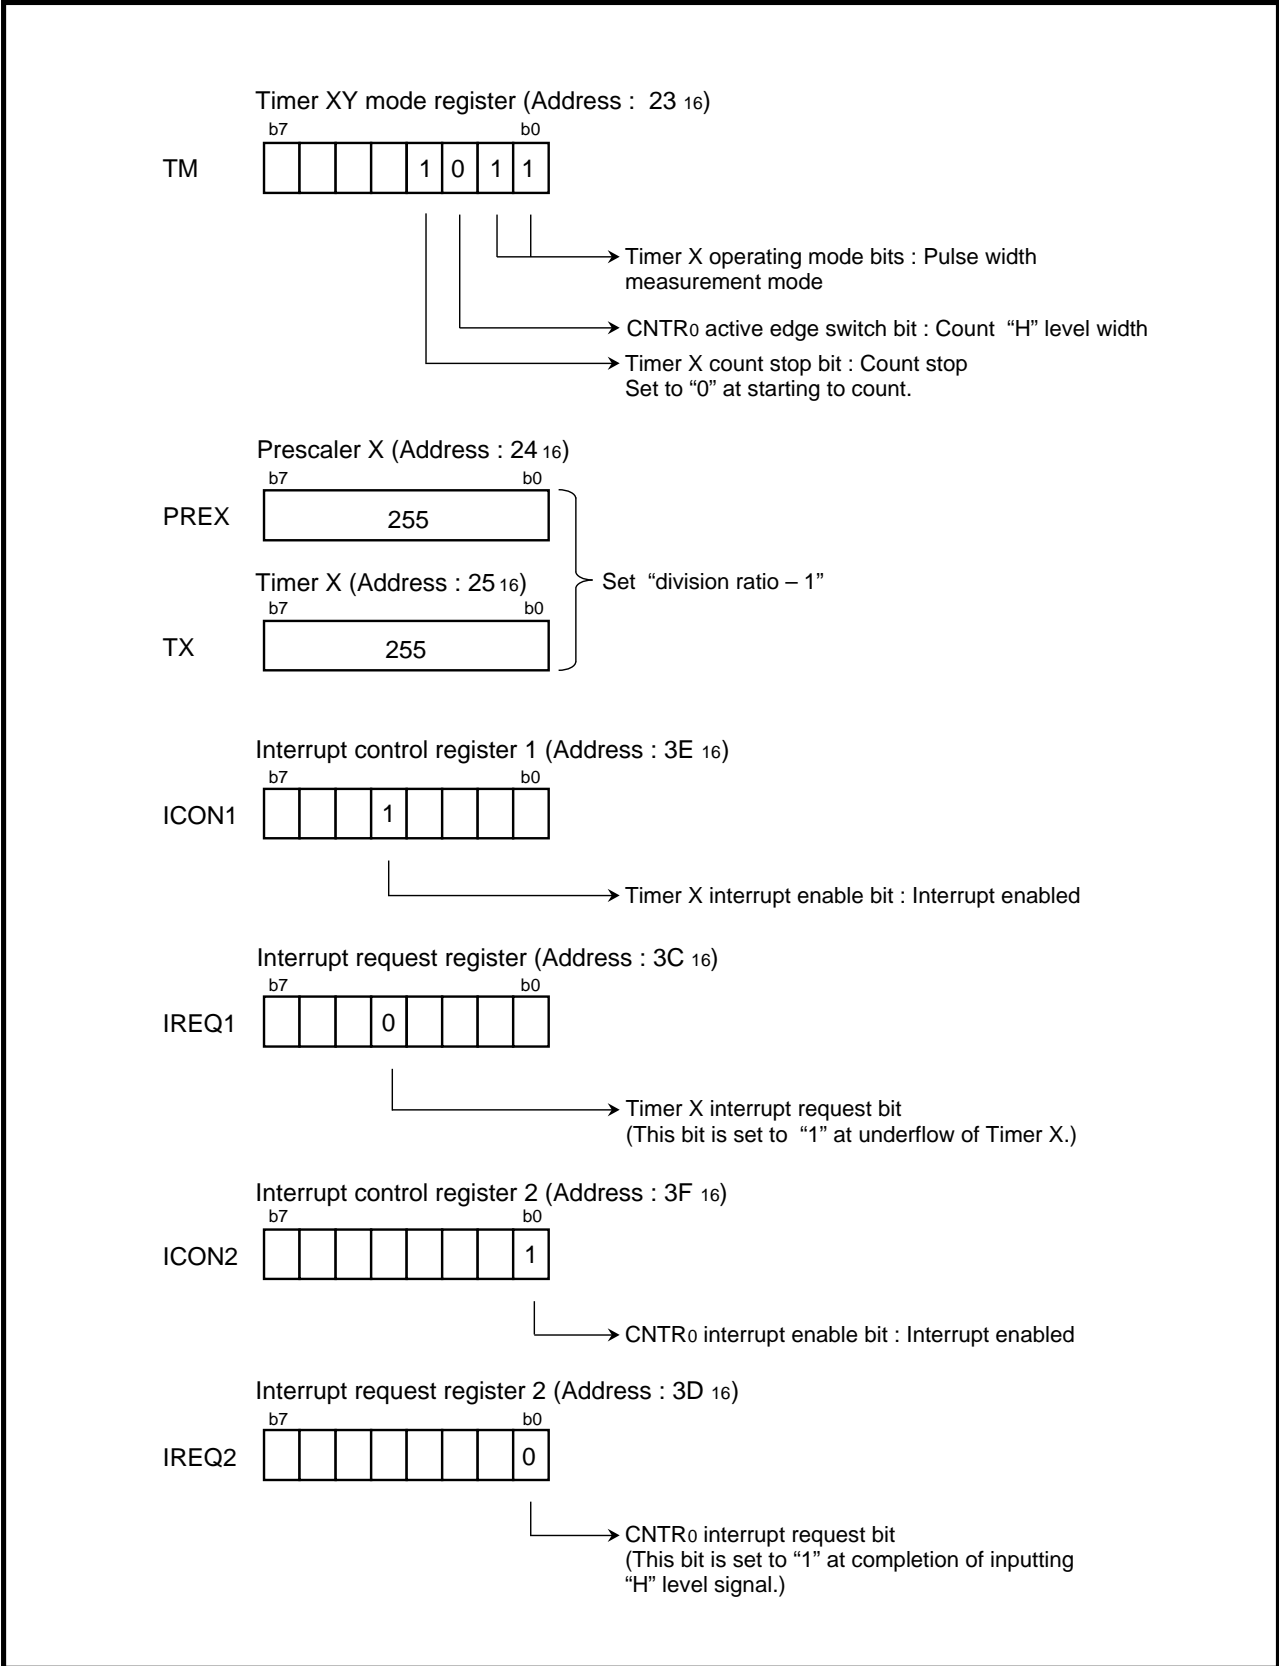 Timer XY mode register (Address : 23 16)
b7 b0
TM 1 0 1 1
Timer X operating mode bits : Pulse width
measurement mode
CNTR0 active edge switch bit : Count “H” level width
Timer X count stop bit : Count stop
Set to “0” at starting to count.
Prescaler X (Address : 24 16)
b7 b0
PREX 255
Set “division ratio – 1”
Timer X (Address : 25 16)
b7 b0
TX 255
Interrupt control register 1 (Address : 3E 16)
b7 b0
ICON1 1
Timer X interrupt enable bit : Interrupt enabled
Interrupt request register (Address : 3C 16)
b7 b0
IREQ1 0
Timer X interrupt request bit
(This bit is set to “1” at underflow of Timer X.)
Interrupt control register 2 (Address : 3F 16)
b7 b0
ICON2 1
CNTR0 interrupt enable bit : Interrupt enabled
Interrupt request register 2 (Address : 3D 16)
b7 b0
IREQ2 0
CNTR0 interrupt request bit
(This bit is set to “1” at completion of inputting
“H” level signal.)